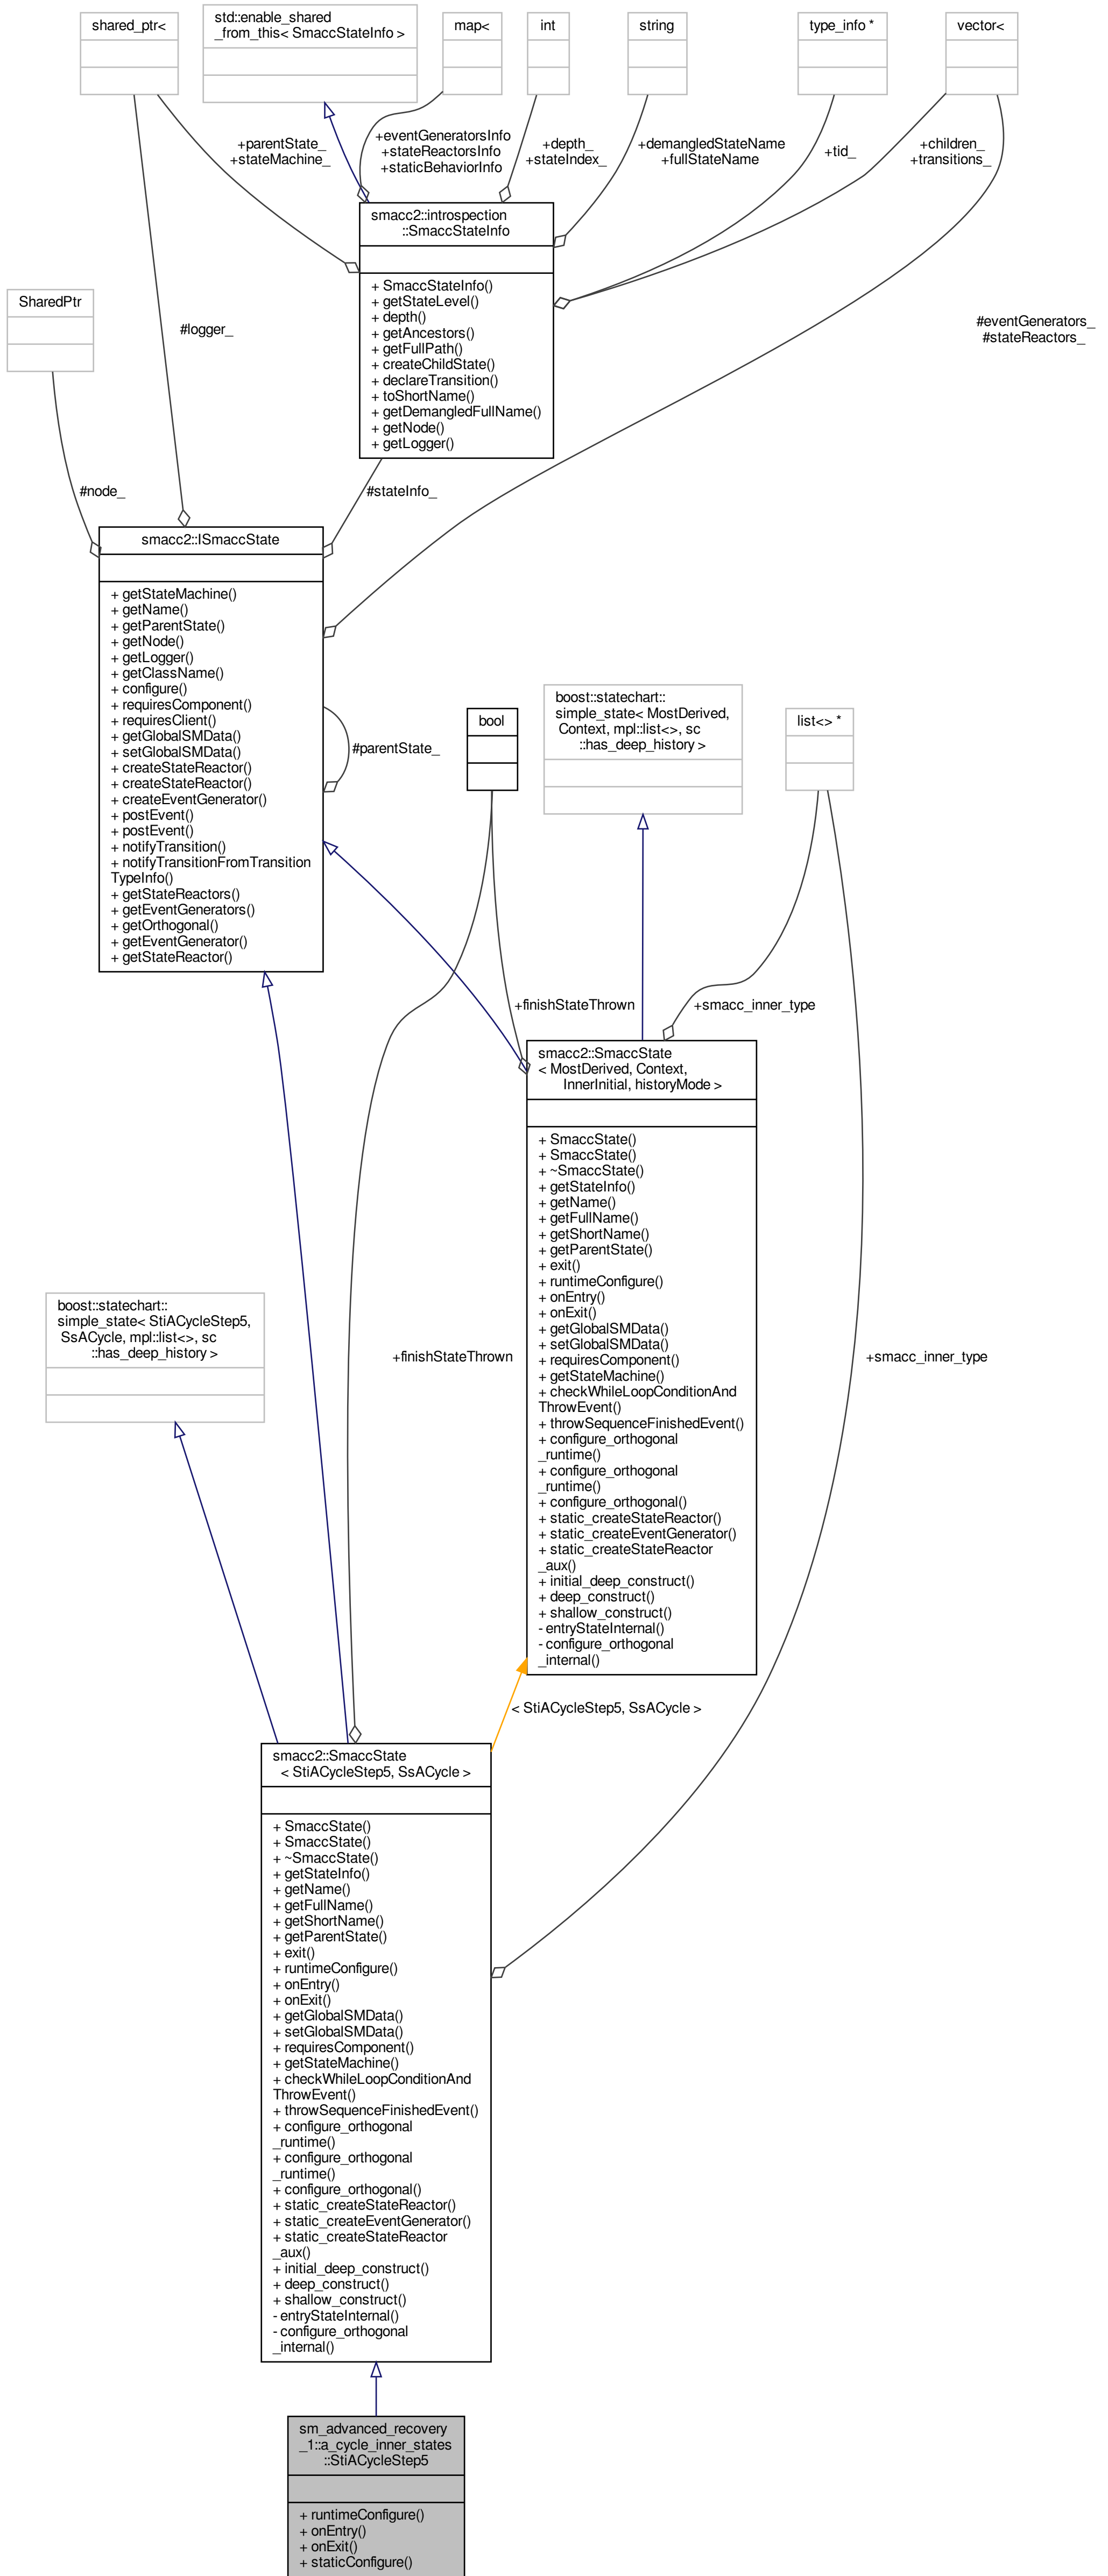 shared_ptr<
std::enable_shared
_from_this< SmaccStateInfo >
map<
int
string
type_info *
vector<
+parentState_
+stateMachine_
+eventGeneratorsInfo
+stateReactorsInfo
+staticBehaviorInfo
+depth_
+stateIndex_
+demangledStateName
+fullStateName
+tid_
+children_
+transitions_
smacc2::introspection
::SmaccStateInfo
+ SmaccStateInfo()
+ getStateLevel()
+ depth()
+ getAncestors()
+ getFullPath()
+ createChildState()
+ declareTransition()
+ toShortName()
+ getDemangledFullName()
+ getNode()
+ getLogger()
SharedPtr
#logger_
#eventGenerators_
#stateReactors_
#node_
#stateInfo_
smacc2::ISmaccState
+ getStateMachine()
+ getName()
+ getParentState()
+ getNode()
+ getLogger()
+ getClassName()
+ configure()
+ requiresComponent()
+ requiresClient()
+ getGlobalSMData()
+ setGlobalSMData()
+ createStateReactor()
+ createStateReactor()
+ createEventGenerator()
+ postEvent()
+ postEvent()
+ notifyTransition()
+ notifyTransitionFromTransition
TypeInfo()
+ getStateReactors()
+ getEventGenerators()
+ getOrthogonal()
+ getEventGenerator()
+ getStateReactor()
#parentState_
bool
boost::statechart::
simple_state< MostDerived,
Context, mpl::list<>, sc
::has_deep_history >
list<> *
+finishStateThrown
+smacc_inner_type
smacc2::SmaccState
< MostDerived, Context,
InnerInitial, historyMode >
+ SmaccState()
+ SmaccState()
+ ~SmaccState()
+ getStateInfo()
+ getName()
+ getFullName()
+ getShortName()
+ getParentState()
+ exit()
+ runtimeConfigure()
+ onEntry()
+ onExit()
+ getGlobalSMData()
+ setGlobalSMData()
+ requiresComponent()
+ getStateMachine()
+ checkWhileLoopConditionAnd
ThrowEvent()
+ throwSequenceFinishedEvent()
+ configure_orthogonal
_runtime()
+ configure_orthogonal
_runtime()
+ configure_orthogonal()
+ static_createStateReactor()
+ static_createEventGenerator()
+ static_createStateReactor
_aux()
+ initial_deep_construct()
+ deep_construct()
+ shallow_construct()
- entryStateInternal()
- configure_orthogonal
_internal()
boost::statechart::
simple_state< StiACycleStep5,
SsACycle, mpl::list<>, sc
::has_deep_history >
+finishStateThrown
+smacc_inner_type
< StiACycleStep5, SsACycle >
smacc2::SmaccState
< StiACycleStep5, SsACycle >
+ SmaccState()
+ SmaccState()
+ ~SmaccState()
+ getStateInfo()
+ getName()
+ getFullName()
+ getShortName()
+ getParentState()
+ exit()
+ runtimeConfigure()
+ onEntry()
+ onExit()
+ getGlobalSMData()
+ setGlobalSMData()
+ requiresComponent()
+ getStateMachine()
+ checkWhileLoopConditionAnd
ThrowEvent()
+ throwSequenceFinishedEvent()
+ configure_orthogonal
_runtime()
+ configure_orthogonal
_runtime()
+ configure_orthogonal()
+ static_createStateReactor()
+ static_createEventGenerator()
+ static_createStateReactor
_aux()
+ initial_deep_construct()
+ deep_construct()
+ shallow_construct()
- entryStateInternal()
- configure_orthogonal
_internal()
sm_advanced_recovery
_1::a_cycle_inner_states
::StiACycleStep5
+ runtimeConfigure()
+ onEntry()
+ onExit()
+ staticConfigure()